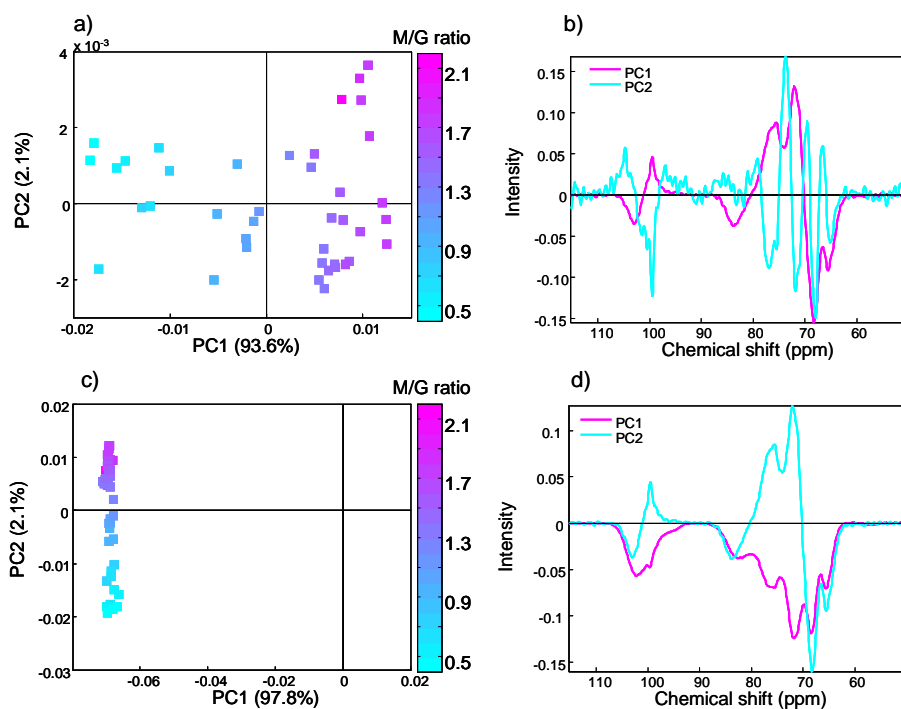 a)
M/G ratio
x 10⁻³
4
2
0
-2
-0.02
-0.01
0
0.01
PC1 (93.6%)
PC2 (2.1%)
2.1
1.7
1.3
0.9
0.5
b)
PC1
PC2
0.15
0.10
0.05
0
-0.05
-0.10
-0.15
110
100
90
80
70
60
Chemical shift (ppm)
Intensity
c)
M/G ratio
0.02
0.01
0
-0.01
-0.02
-0.03
-0.06
-0.04
-0.02
0
0.02
PC1 (97.8%)
PC2 (2.1%)
2.1
1.7
1.3
0.9
0.5
d)
PC1
PC2
0.1
0.05
0
-0.05
-0.1
-0.15
110
100
90
80
70
60
Chemical shift (ppm)
Intensity